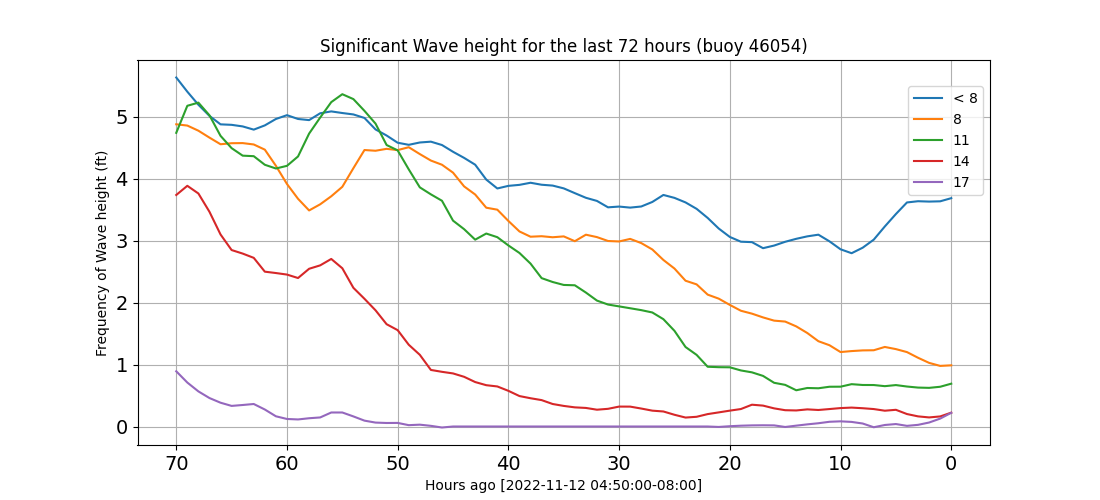 Significant Wave height for the last 72 hours (buoy 46054)
Frequency of Wave height (ft)
5
4
3
2
1
0
< 8
8
11
14
17
70 60 50 40 30 20 10 0
Hours ago [2022-11-12 04:50:00-08:00]